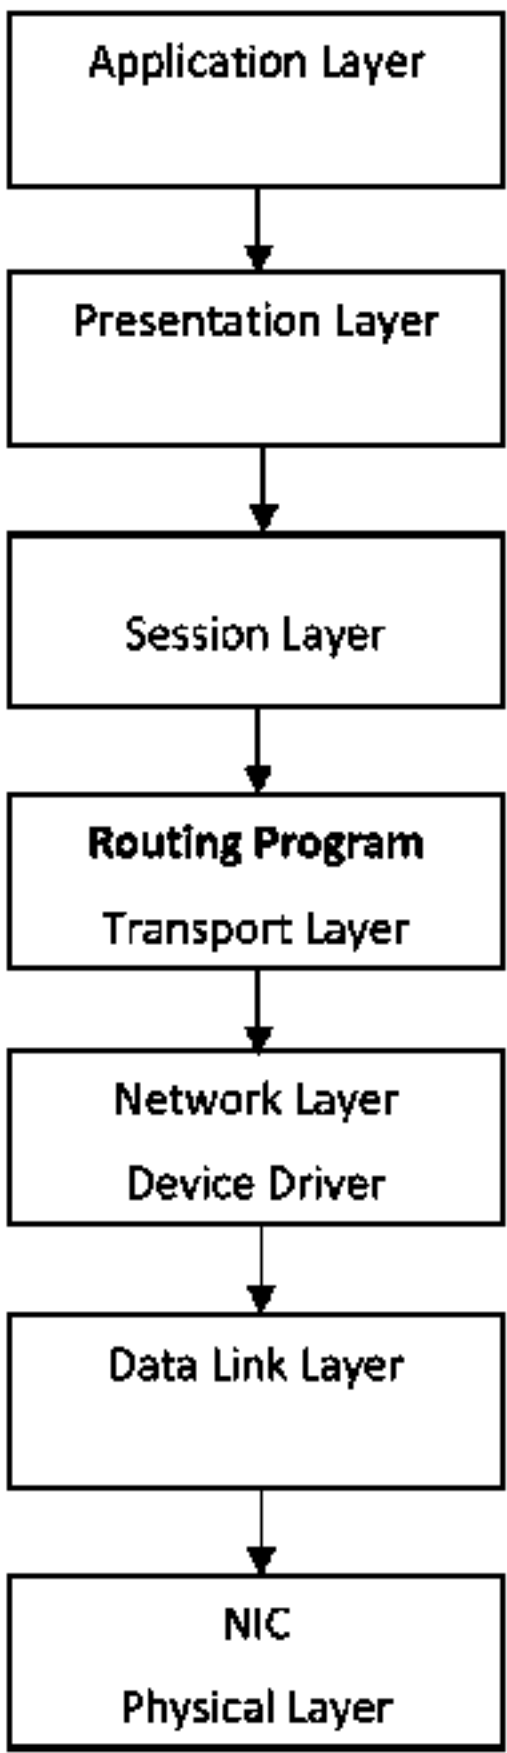 Application Layer
Presentation Layer
Session Layer
Routing Program
Transport Layer
Network Layer
Device Driver
Data Link Layer
NIC
Physical Layer